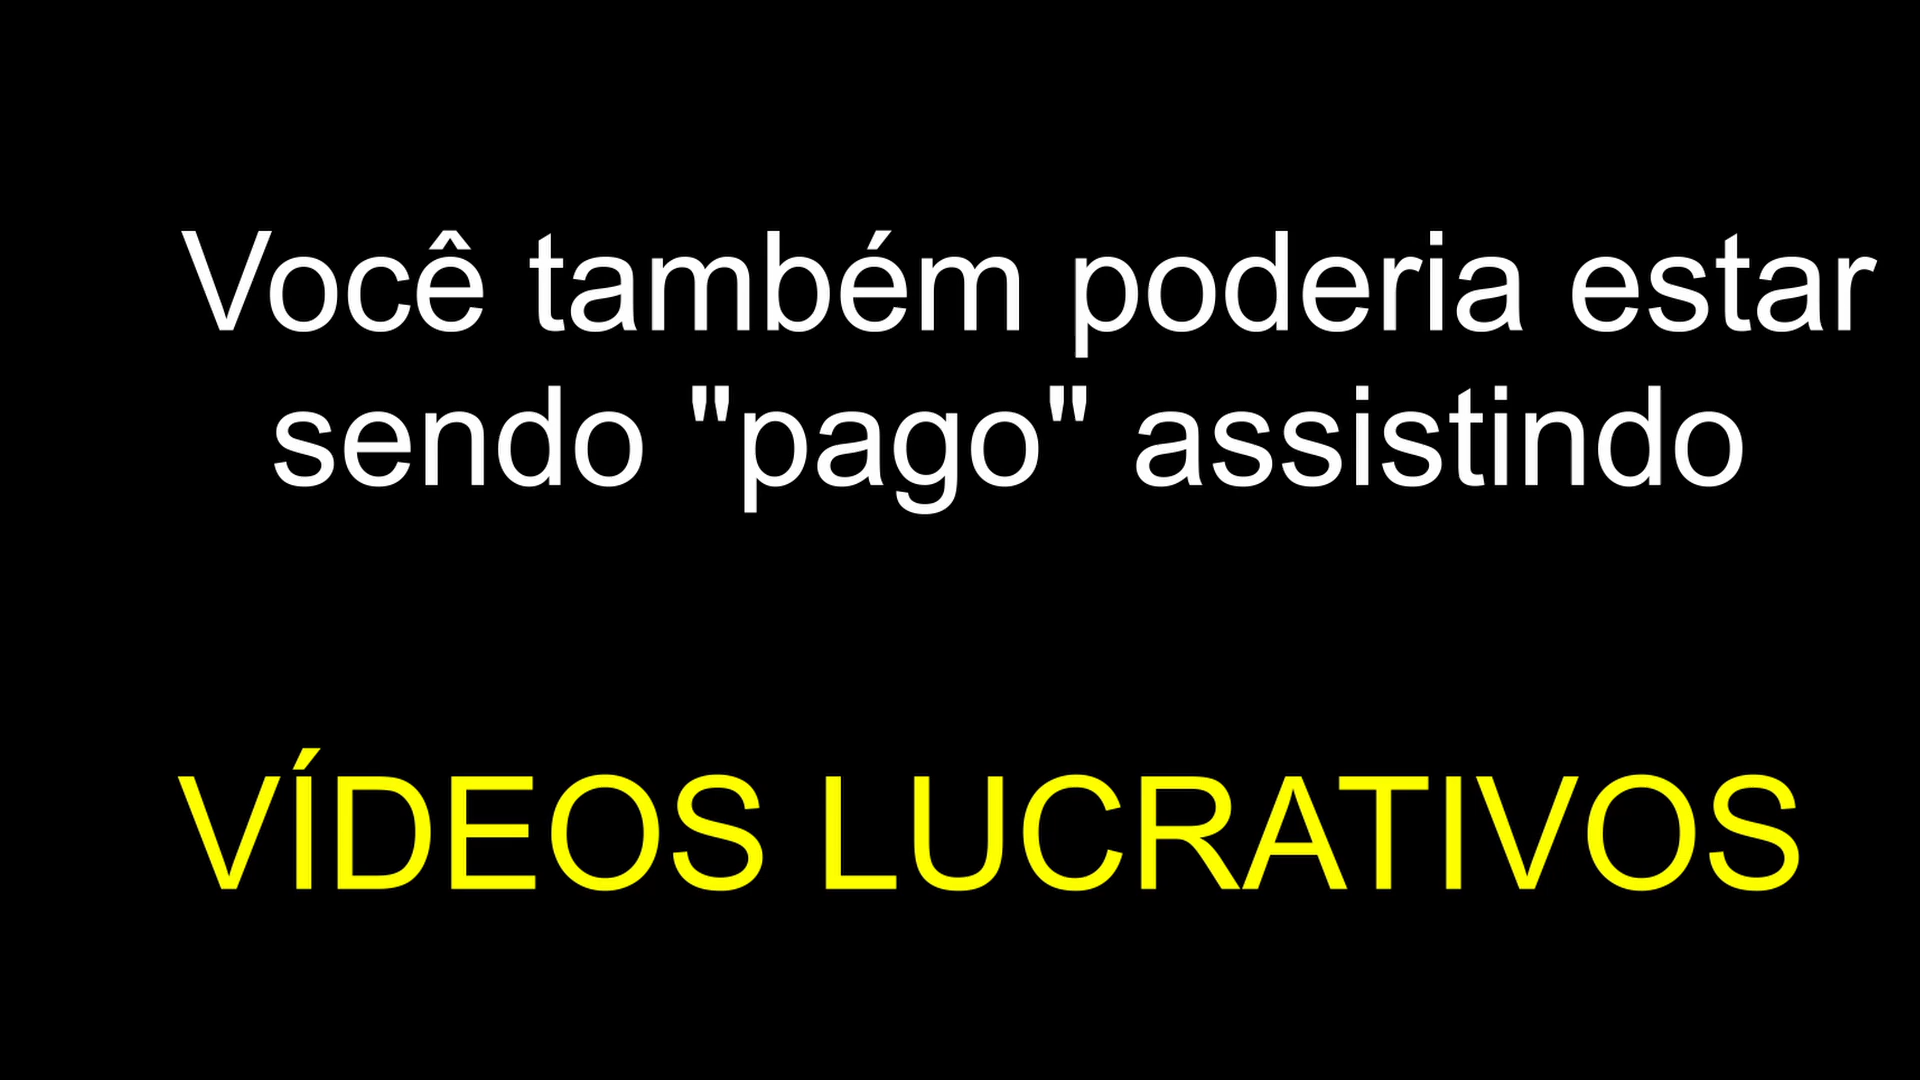 Você também poderia estar
sendo "pago" assistindo
VÍDEOS LUCRATIVOS